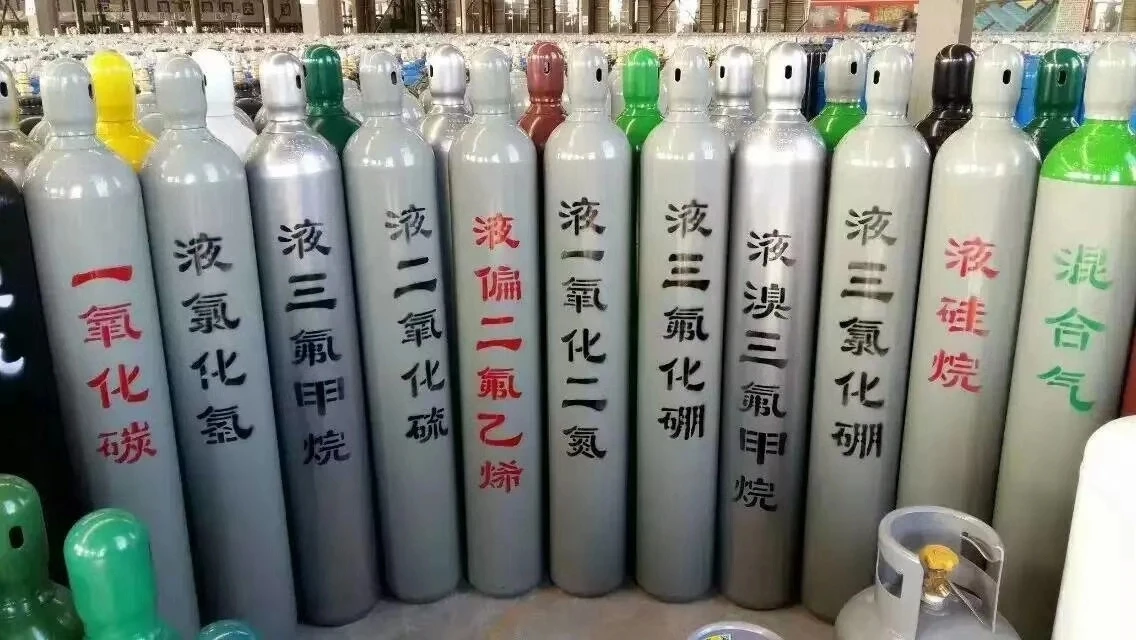 一氧化碳
液氯化氢
液三氟甲烷
液二氧化硫
液偏二氟乙烯
液一氧化二氮
液三氟化硼
液溴三氟甲烷
液三氯化硼
液硅烷
混合气